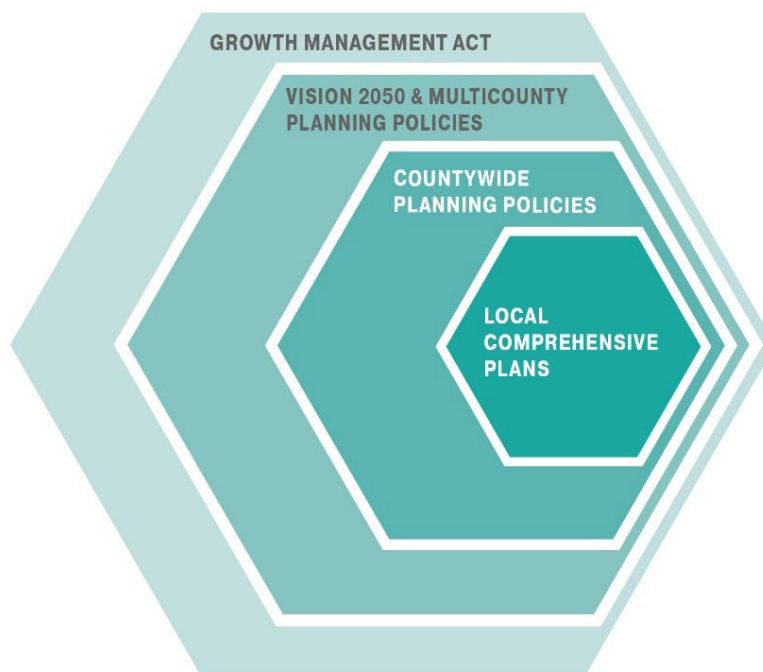 GROWTH MANAGEMENT ACT
VISION 2050 & MULTICOUNTY
PLANNING POLICIES
COUNTYWIDE
PLANNING POLICIES
LOCAL
COMPREHENSIVE
PLANS